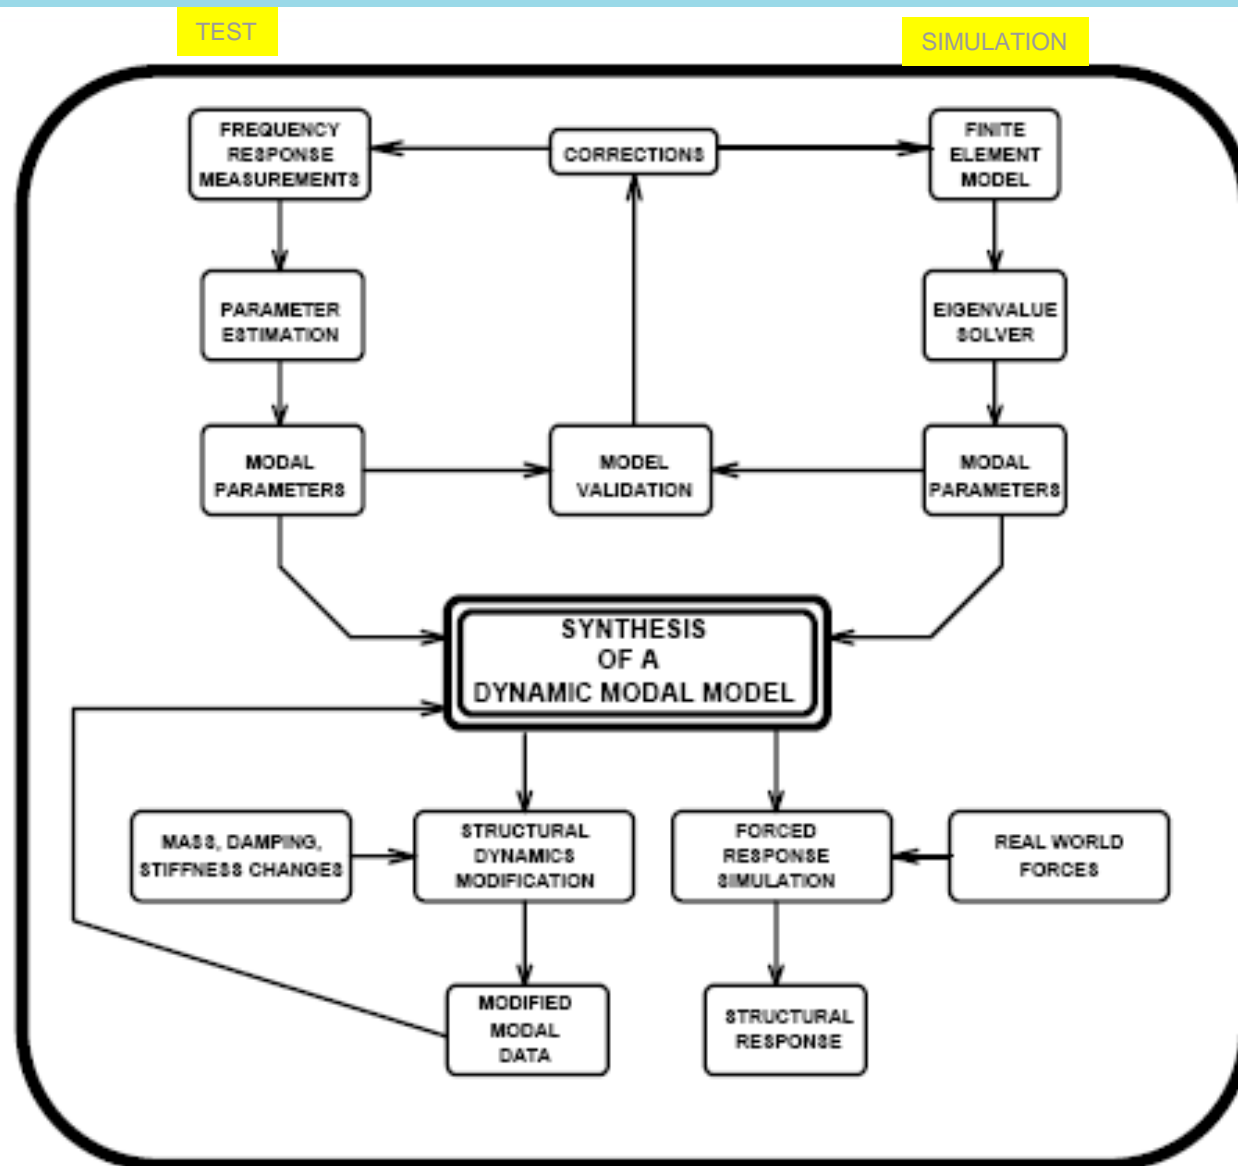 TEST
SIMULATION
FREQUENCY
RESPONSE
MEASUREMENTS
CORRECTIONS
FINITE
ELEMENT
MODEL
PARAMETER
ESTIMATION
EIGENVALUE
SOLVER
MODAL
PARAMETERS
MODEL
VALIDATION
MODAL
PARAMETERS
SYNTHESIS
OF A
DYNAMIC MODAL MODEL
MASS, DAMPING,
STIFFNESS CHANGES
STRUCTURAL
DYNAMICS
MODIFICATION
FORCED
RESPONSE
SIMULATION
REAL WORLD
FORCES
MODIFIED
MODAL
DATA
STRUCTURAL
RESPONSE